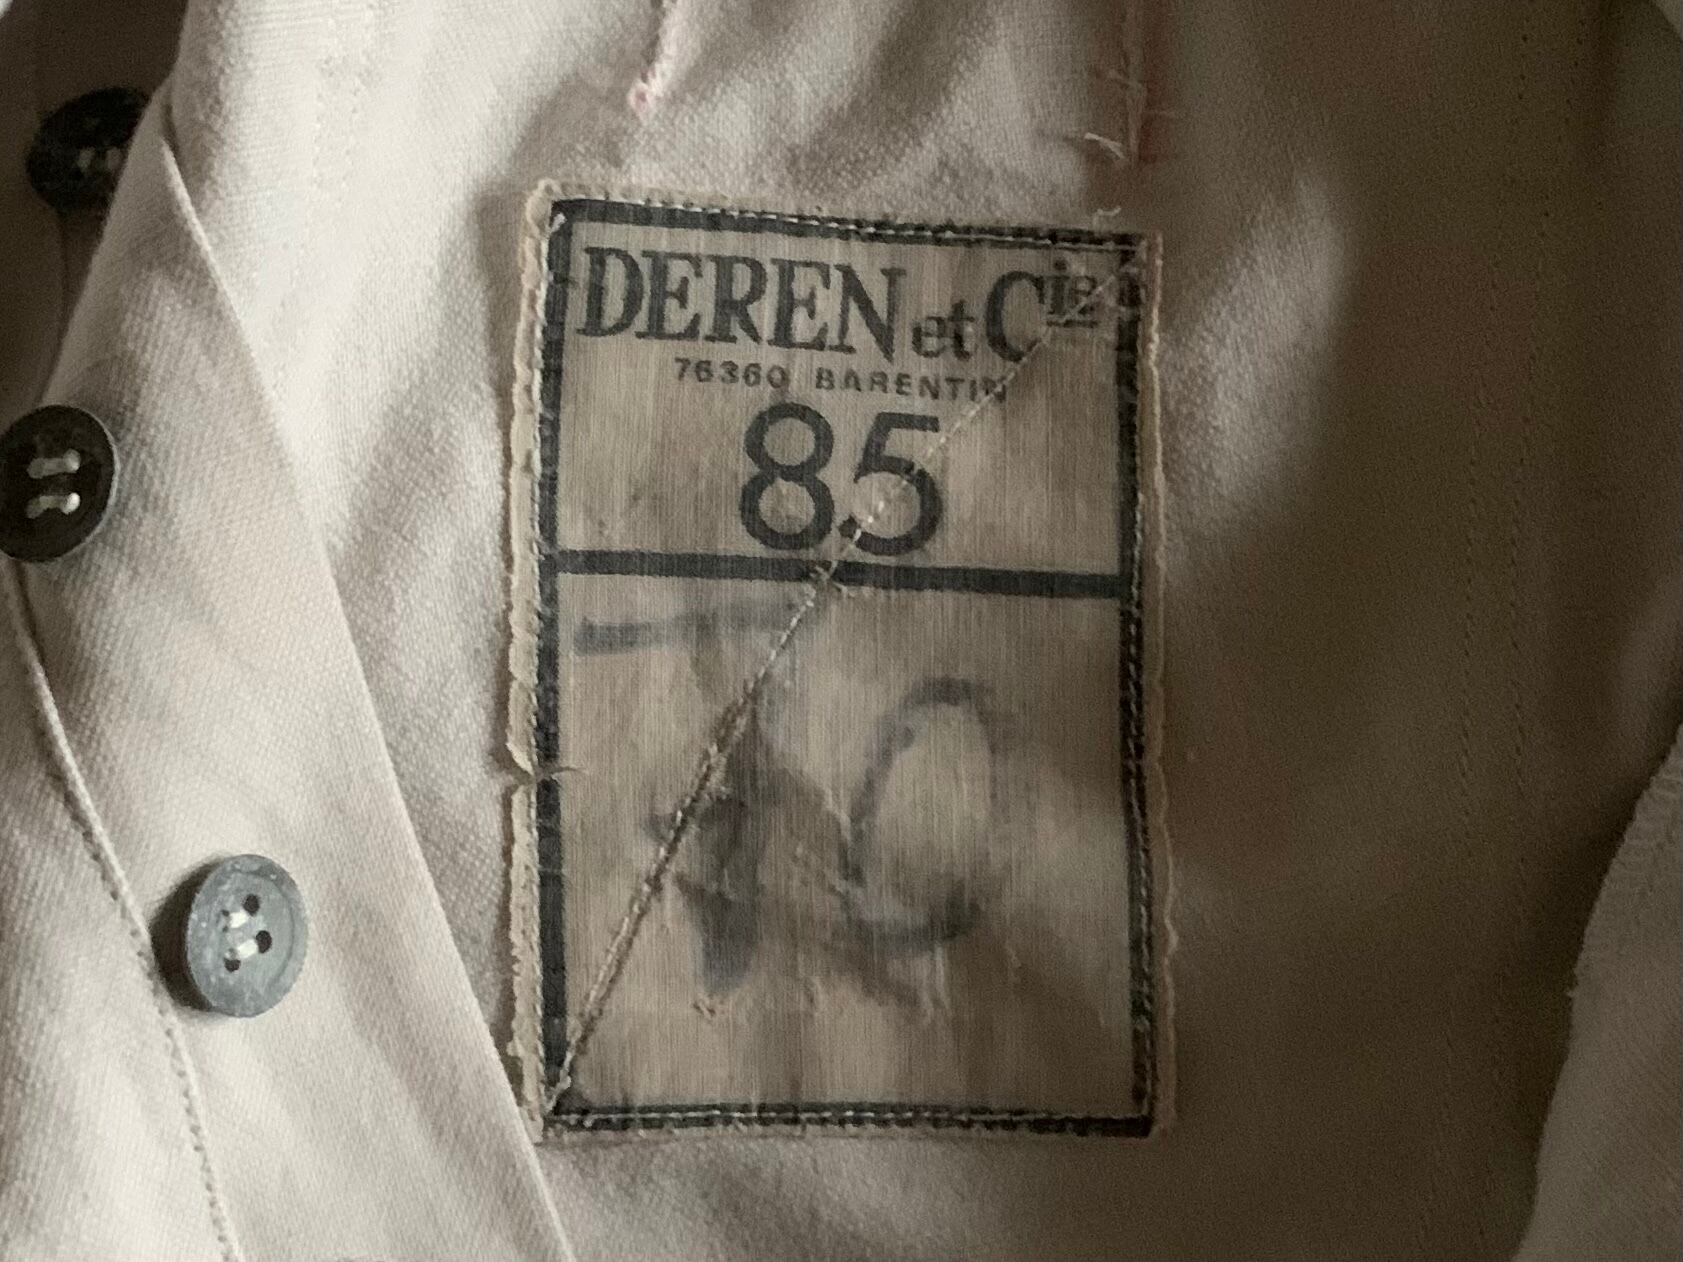 DEREN et Cie
76360 BARENTIN
85